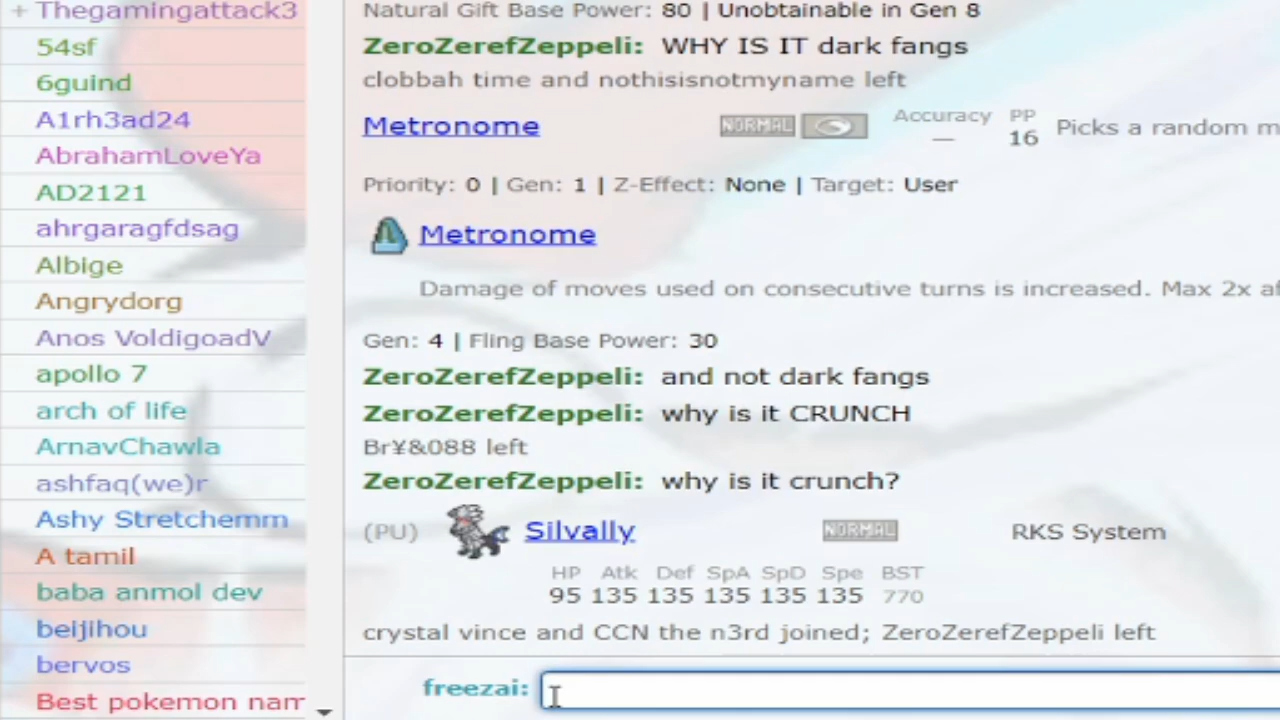 + Thegamingattack3
54sf
6guind
A1rh3ad24
AbrahamLoveYa
AD2121
ahrgaragfdsag
Albige
Angrydorg
Anos VoldigoadV
apollo 7
arch of life
ArnavChawla
ashfaq(we)r
Ashy Stretchemm
A tamil
baba anmol dev
beijihou
bervos
Best pokemon nam
Natural Gift Base Power: 80 | Unobtainable in Gen 8
ZeroZerefZeppeli: WHY IS IT dark fangs
clobbah time and nothisisnotmyname left
Metronome NORMAL Accuracy — PP 16 Picks a random m
Priority: 0 | Gen: 1 | Z-Effect: None | Target: User
Metronome
Damage of moves used on consecutive turns is increased. Max 2x af
Gen: 4 | Fling Base Power: 30
ZeroZerefZeppeli: and not dark fangs
ZeroZerefZeppeli: why is it CRUNCH
Br¥&088 left
ZeroZerefZeppeli: why is it crunch?
(PU) Silvally NORMAL RKS System
HP Atk Def SpA SpD Spe BST
95 135 135 135 135 135 770
crystal vince and CCN the n3rd joined; ZeroZerefZeppeli left
freezai: